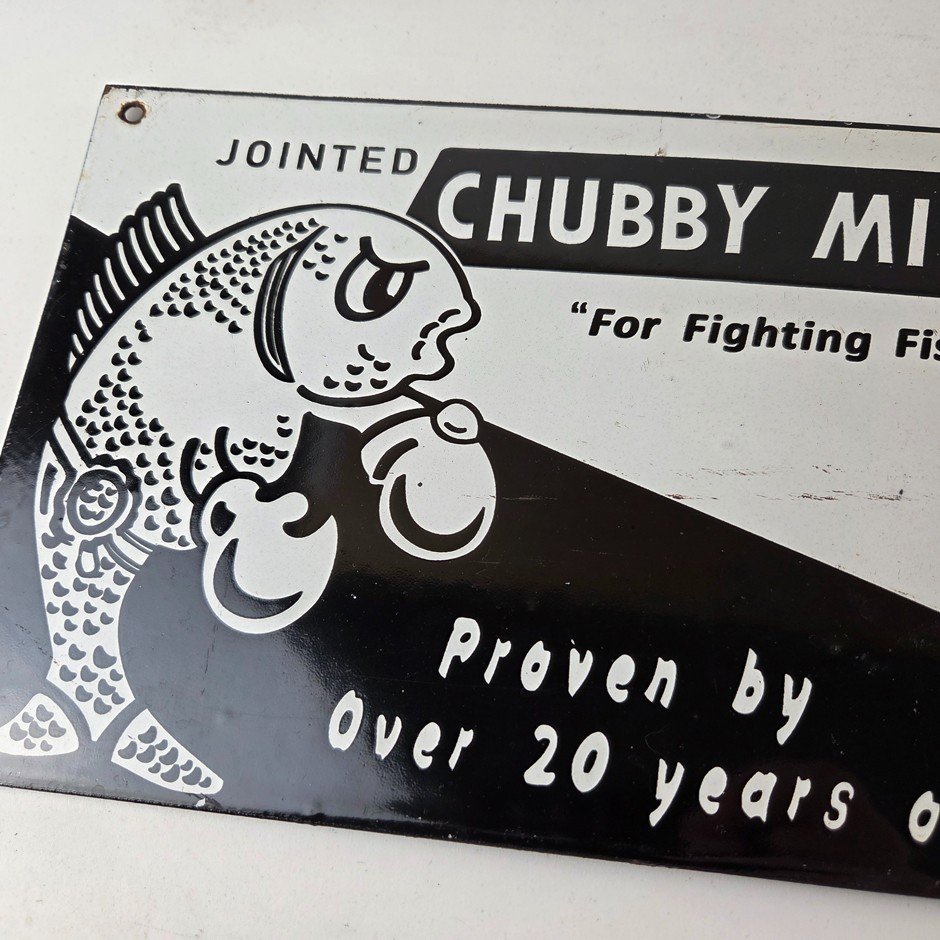 JOINTED
CHUBBY MI
"For Fighting Fis
Proven by
Over 20 years o